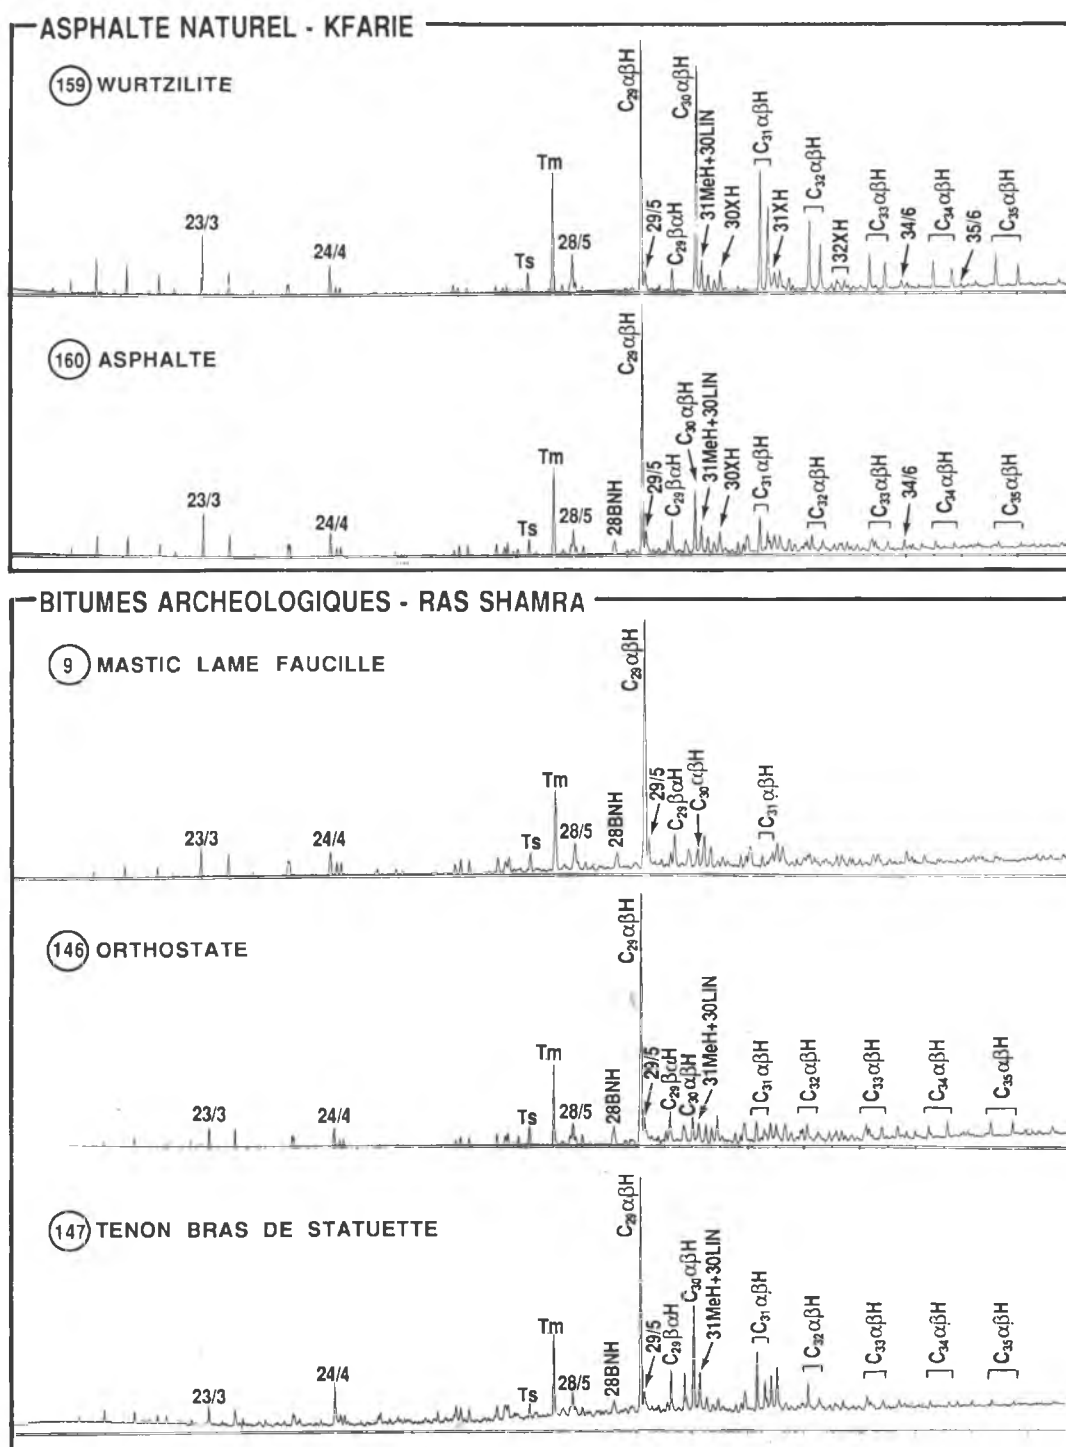 ASPHALTE NATUREL - KFARIE
159 WURTZILITE
23/3
24/4
Ts
Tm
28/5
C29αβH
29/5
C29βαH
C30αβH
31MeH+30LIN
30XH
C31αβH
31XH
C32αβH
32XH
C33αβH
34/6
C34αβH
35/6
C35αβH
160 ASPHALTE
23/3
24/4
Ts
Tm
28/5
28BNH
C29αβH
29/5
C29βαH
C30αβH
31MeH+30LIN
30XH
C31αβH
C32αβH
C33αβH
34/6
C34αβH
C35αβH
BITUMES ARCHEOLOGIQUES - RAS SHAMRA
9 MASTIC LAME FAUCILLE
23/3
24/4
Ts
Tm
28/5
28BNH
C29αβH
29/5
C29βαH
C30αβH
C31αβH
146 ORTHOSTATE
23/3
24/4
Ts
Tm
28/5
28BNH
C29αβH
29/5
C29βαH
C30αβH
31MeH+30LIN
C31αβH
C32αβH
C33αβH
C34αβH
C35αβH
147 TENON BRAS DE STATUETTE
23/3
24/4
Ts
Tm
28/5
28BNH
C29αβH
29/5
C29βαH
C30αβH
31MeH+30LIN
C31αβH
C32αβH
C33αβH
C34αβH
C35αβH